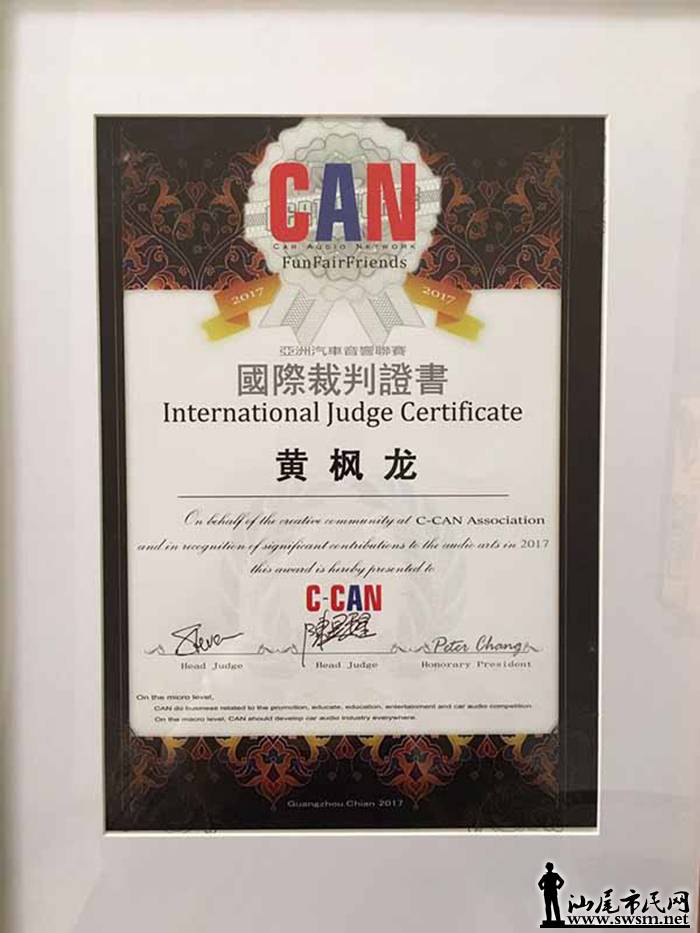 CAN
CAR AUDIO NETWORK
FunFairFriends
2017
2017
亞洲汽車音響聯賽
國際裁判證書
International Judge Certificate
黄枫龙
On behalf of the creative community at C-CAN Association
and in recognition of significant contributions to the audio arts in 2017
this award is hereby presented to
C-CAN
Steven
Peter Chang
Head Judge
Head Judge
Honorary President
On the micro level,
CAN do business related to the promotion, educate, education, entertainment and car audio competition
On the macro level, CAN should develop car audio industry everywhere.
Guangzhou.Chian 2017
汕尾市民网
www.swsm.net